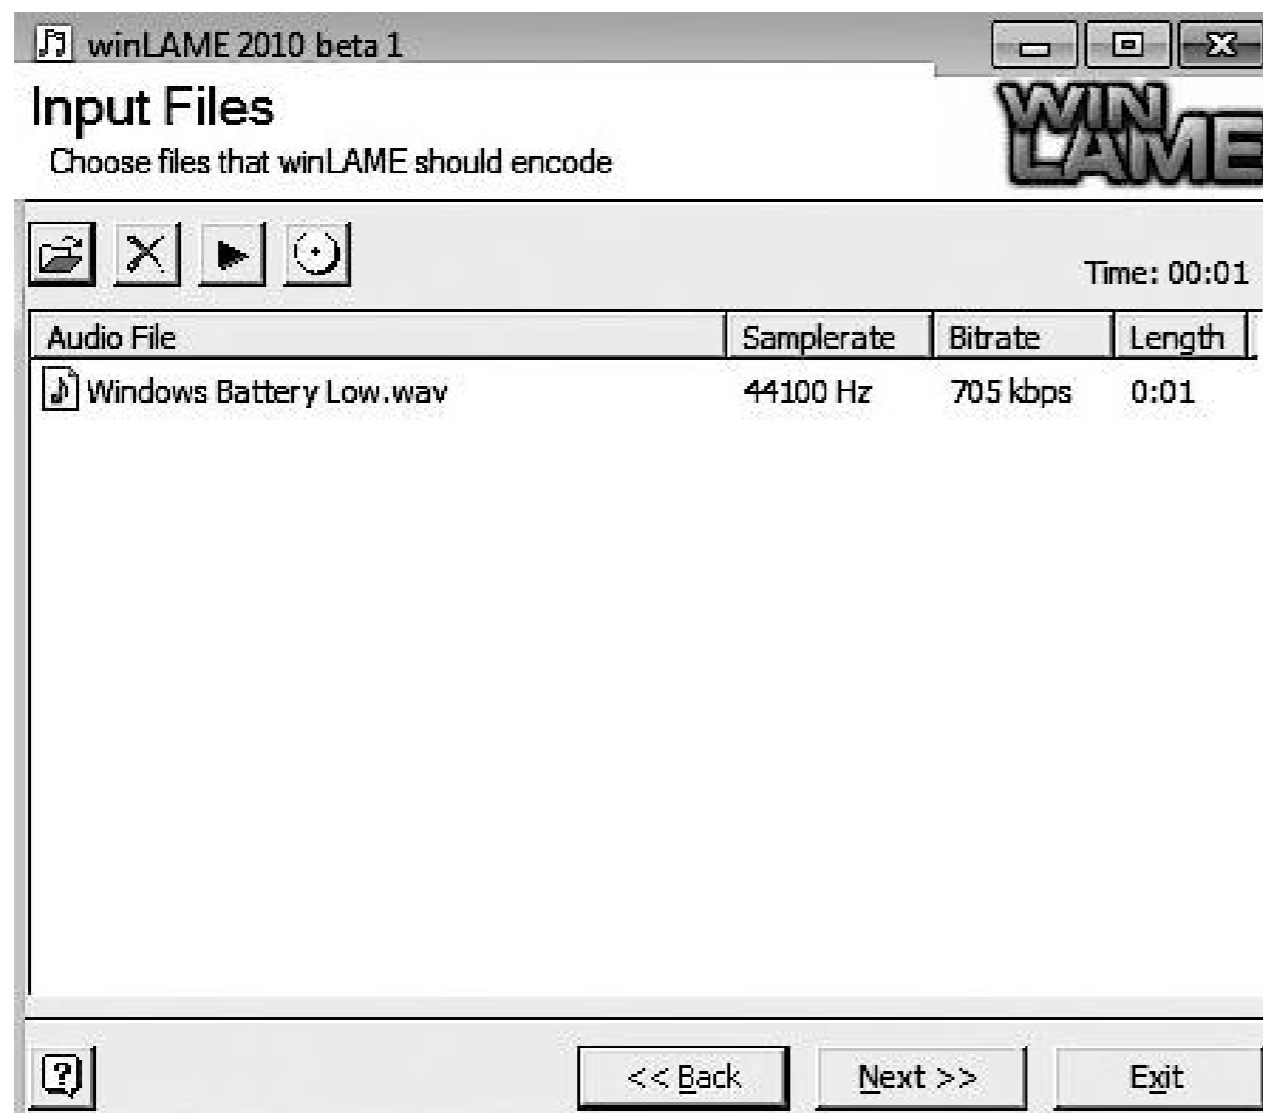 winLAME 2010 beta 1
Input Files
Choose files that winLAME should encode
WIN
LAME
Time: 00:01
Audio File Samplerate Bitrate Length
Windows Battery Low.wav 44100 Hz 705 kbps 0:01
<< Back Next >> Exit